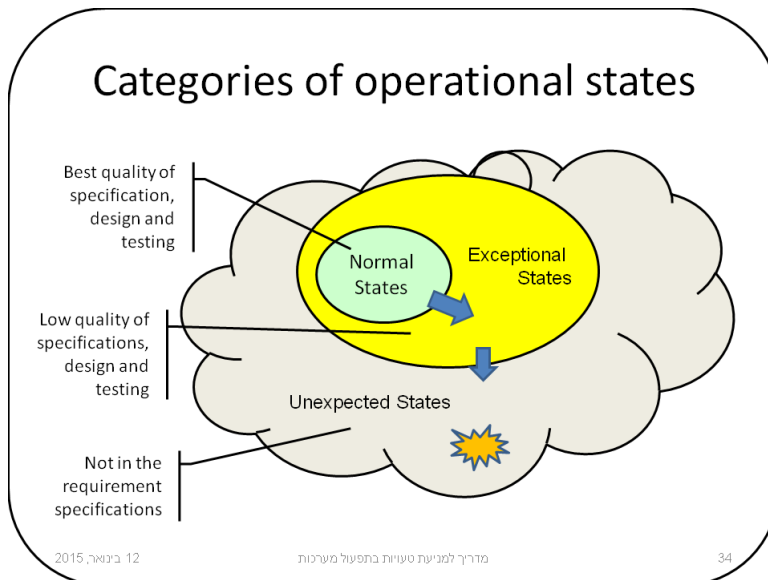 Categories of operational states
Best quality of
specification,
design and
testing
Normal
States
Exceptional
States
Low quality of
specifications,
design and
testing
Unexpected States
Not in the
requirement
specifications
12 בינואר, 2015
מדריך למניעת טעויות בתפעול מערכות
34